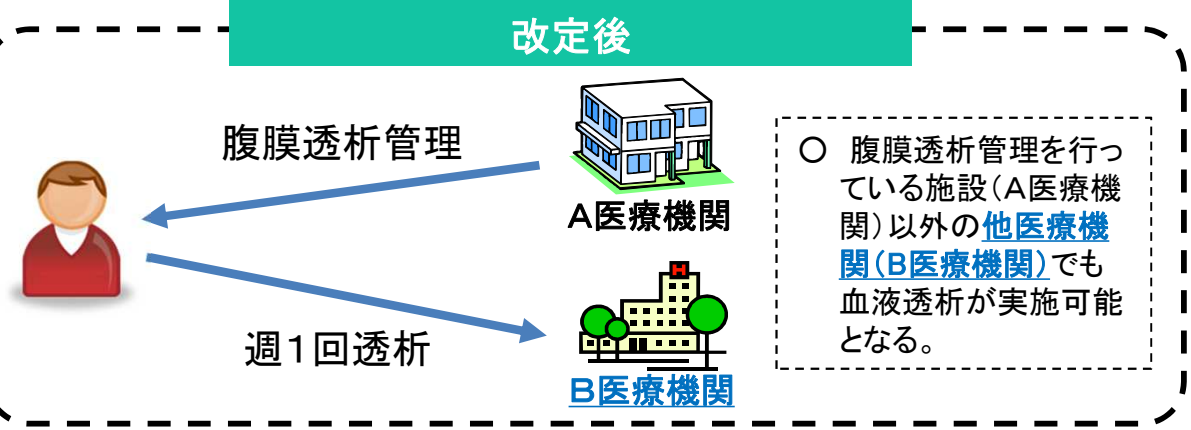 改定後
腹膜透析管理
A医療機関
週1回透析
B医療機関
H
○ 腹膜透析管理を行っ
ている施設(A医療機
関)以外の他医療機
関(B医療機関)でも
血液透析が実施可能
となる。